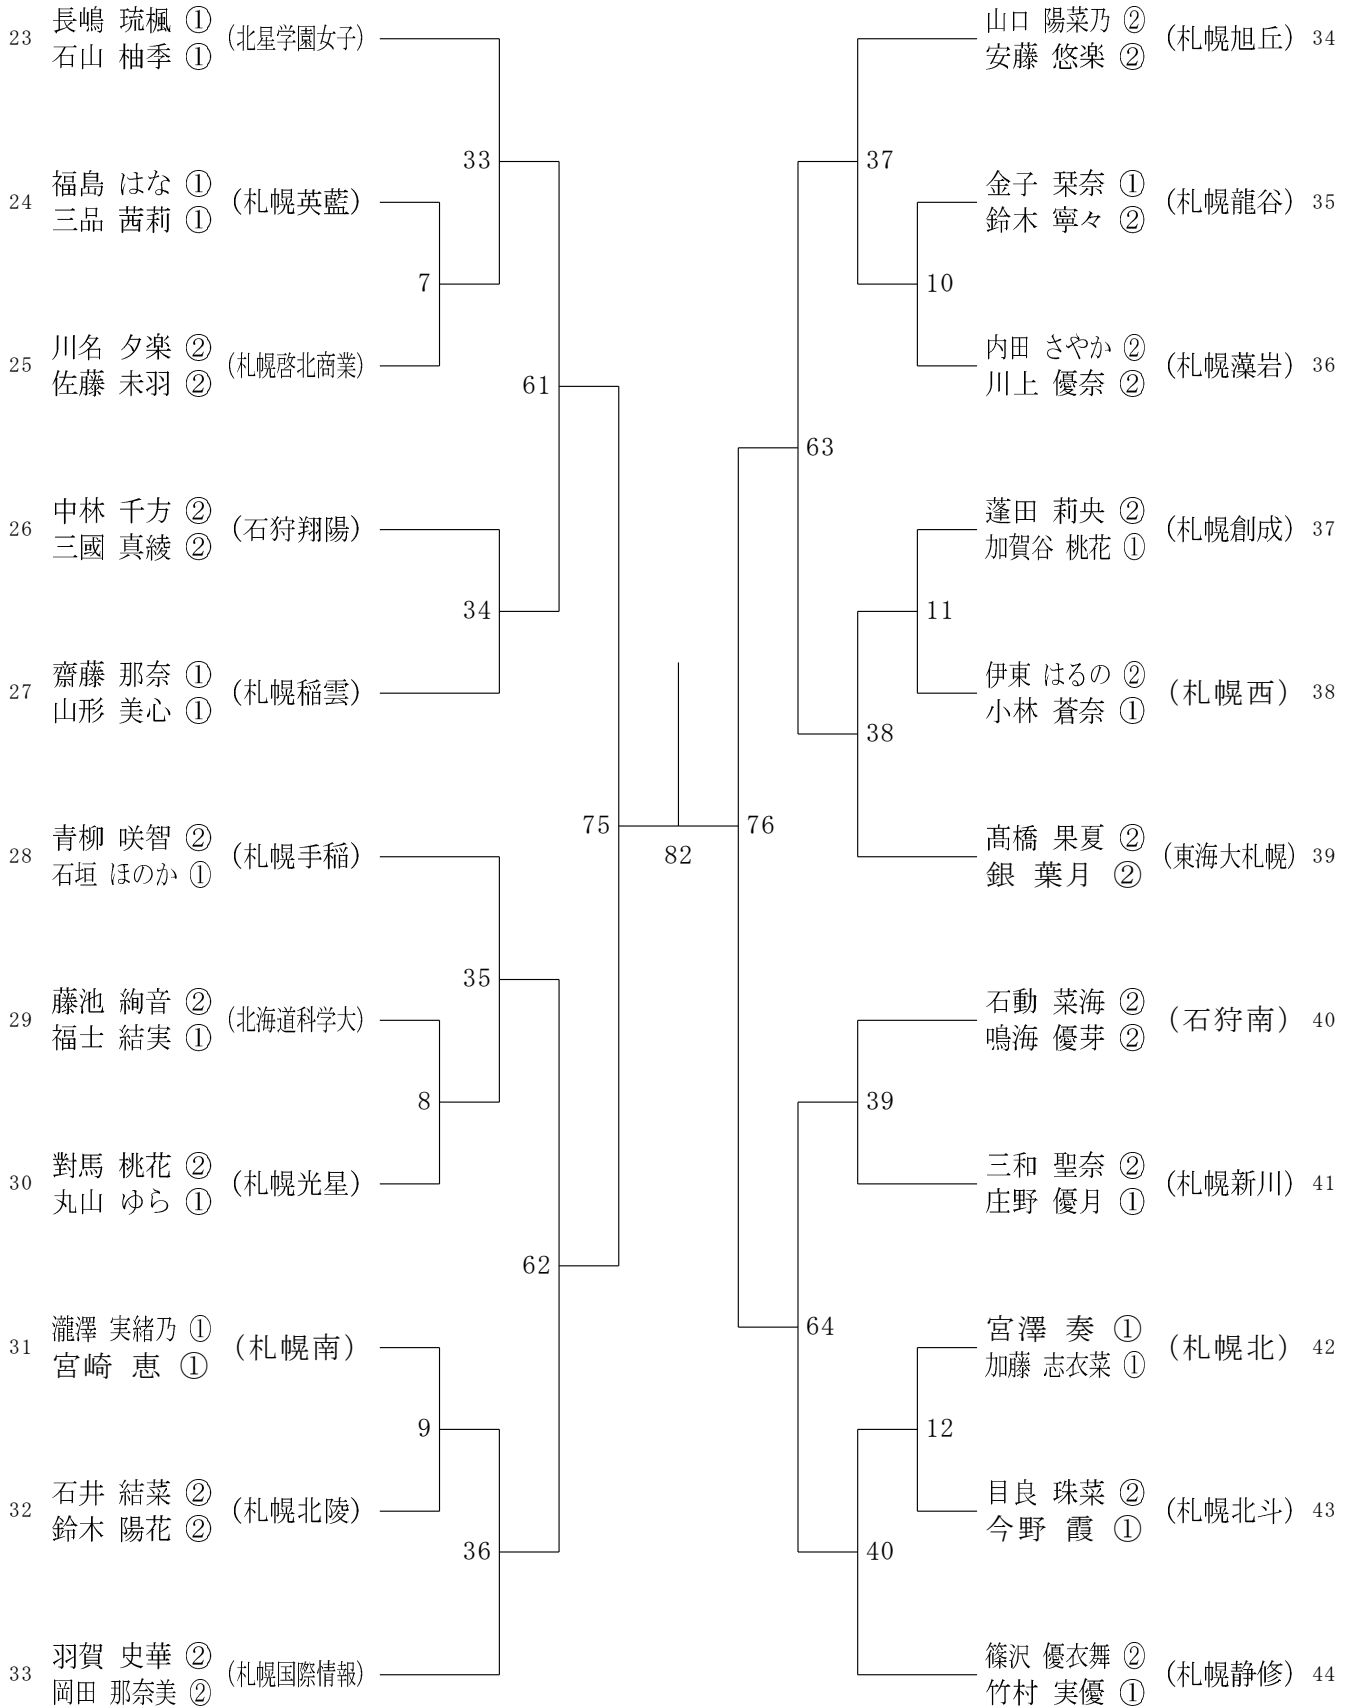 23 長嶋 琉楓 ① (北星学園女子)
石山 柚季 ①
33
24 福島 はな ① (札幌英藍)
三品 茜莉 ①
7
25 川名 夕楽 ② (札幌啓北商業)
佐藤 未羽 ②
61
26 中林 千方 ② (石狩翔陽)
三國 真綾 ②
34
27 齋藤 那奈 ① (札幌稲雲)
山形 美心 ①
75
28 青柳 咲智 ② (札幌手稲)
石垣 ほのか ①
35
29 藤池 絢音 ② (北海道科学大)
福士 結実 ①
8
30 對馬 桃花 ② (札幌光星)
丸山 ゆら ①
62
31 瀧澤 実緒乃 ① (札幌南)
宮崎 恵 ①
9
32 石井 結菜 ② (札幌北陵)
鈴木 陽花 ②
36
33 羽賀 史華 ② (札幌国際情報)
岡田 那奈美 ②
82
山口 陽菜乃 ② (札幌旭丘) 34
安藤 悠楽 ②
37
金子 栞奈 ① (札幌龍谷) 35
鈴木 寧々 ②
10
内田 さやか ② (札幌藻岩) 36
川上 優奈 ②
63
蓬田 莉央 ② (札幌創成) 37
加賀谷 桃花 ①
11
伊東 はるの ② (札幌西) 38
小林 蒼奈 ①
38
76
髙橋 果夏 ② (東海大札幌) 39
銀 葉月 ②
石動 菜海 ② (石狩南) 40
鳴海 優芽 ②
39
三和 聖奈 ② (札幌新川) 41
庄野 優月 ①
64
宮澤 奏 ① (札幌北) 42
加藤 志衣菜 ①
12
目良 珠菜 ② (札幌北斗) 43
今野 霞 ①
40
篠沢 優衣舞 ② (札幌静修) 44
竹村 実優 ①